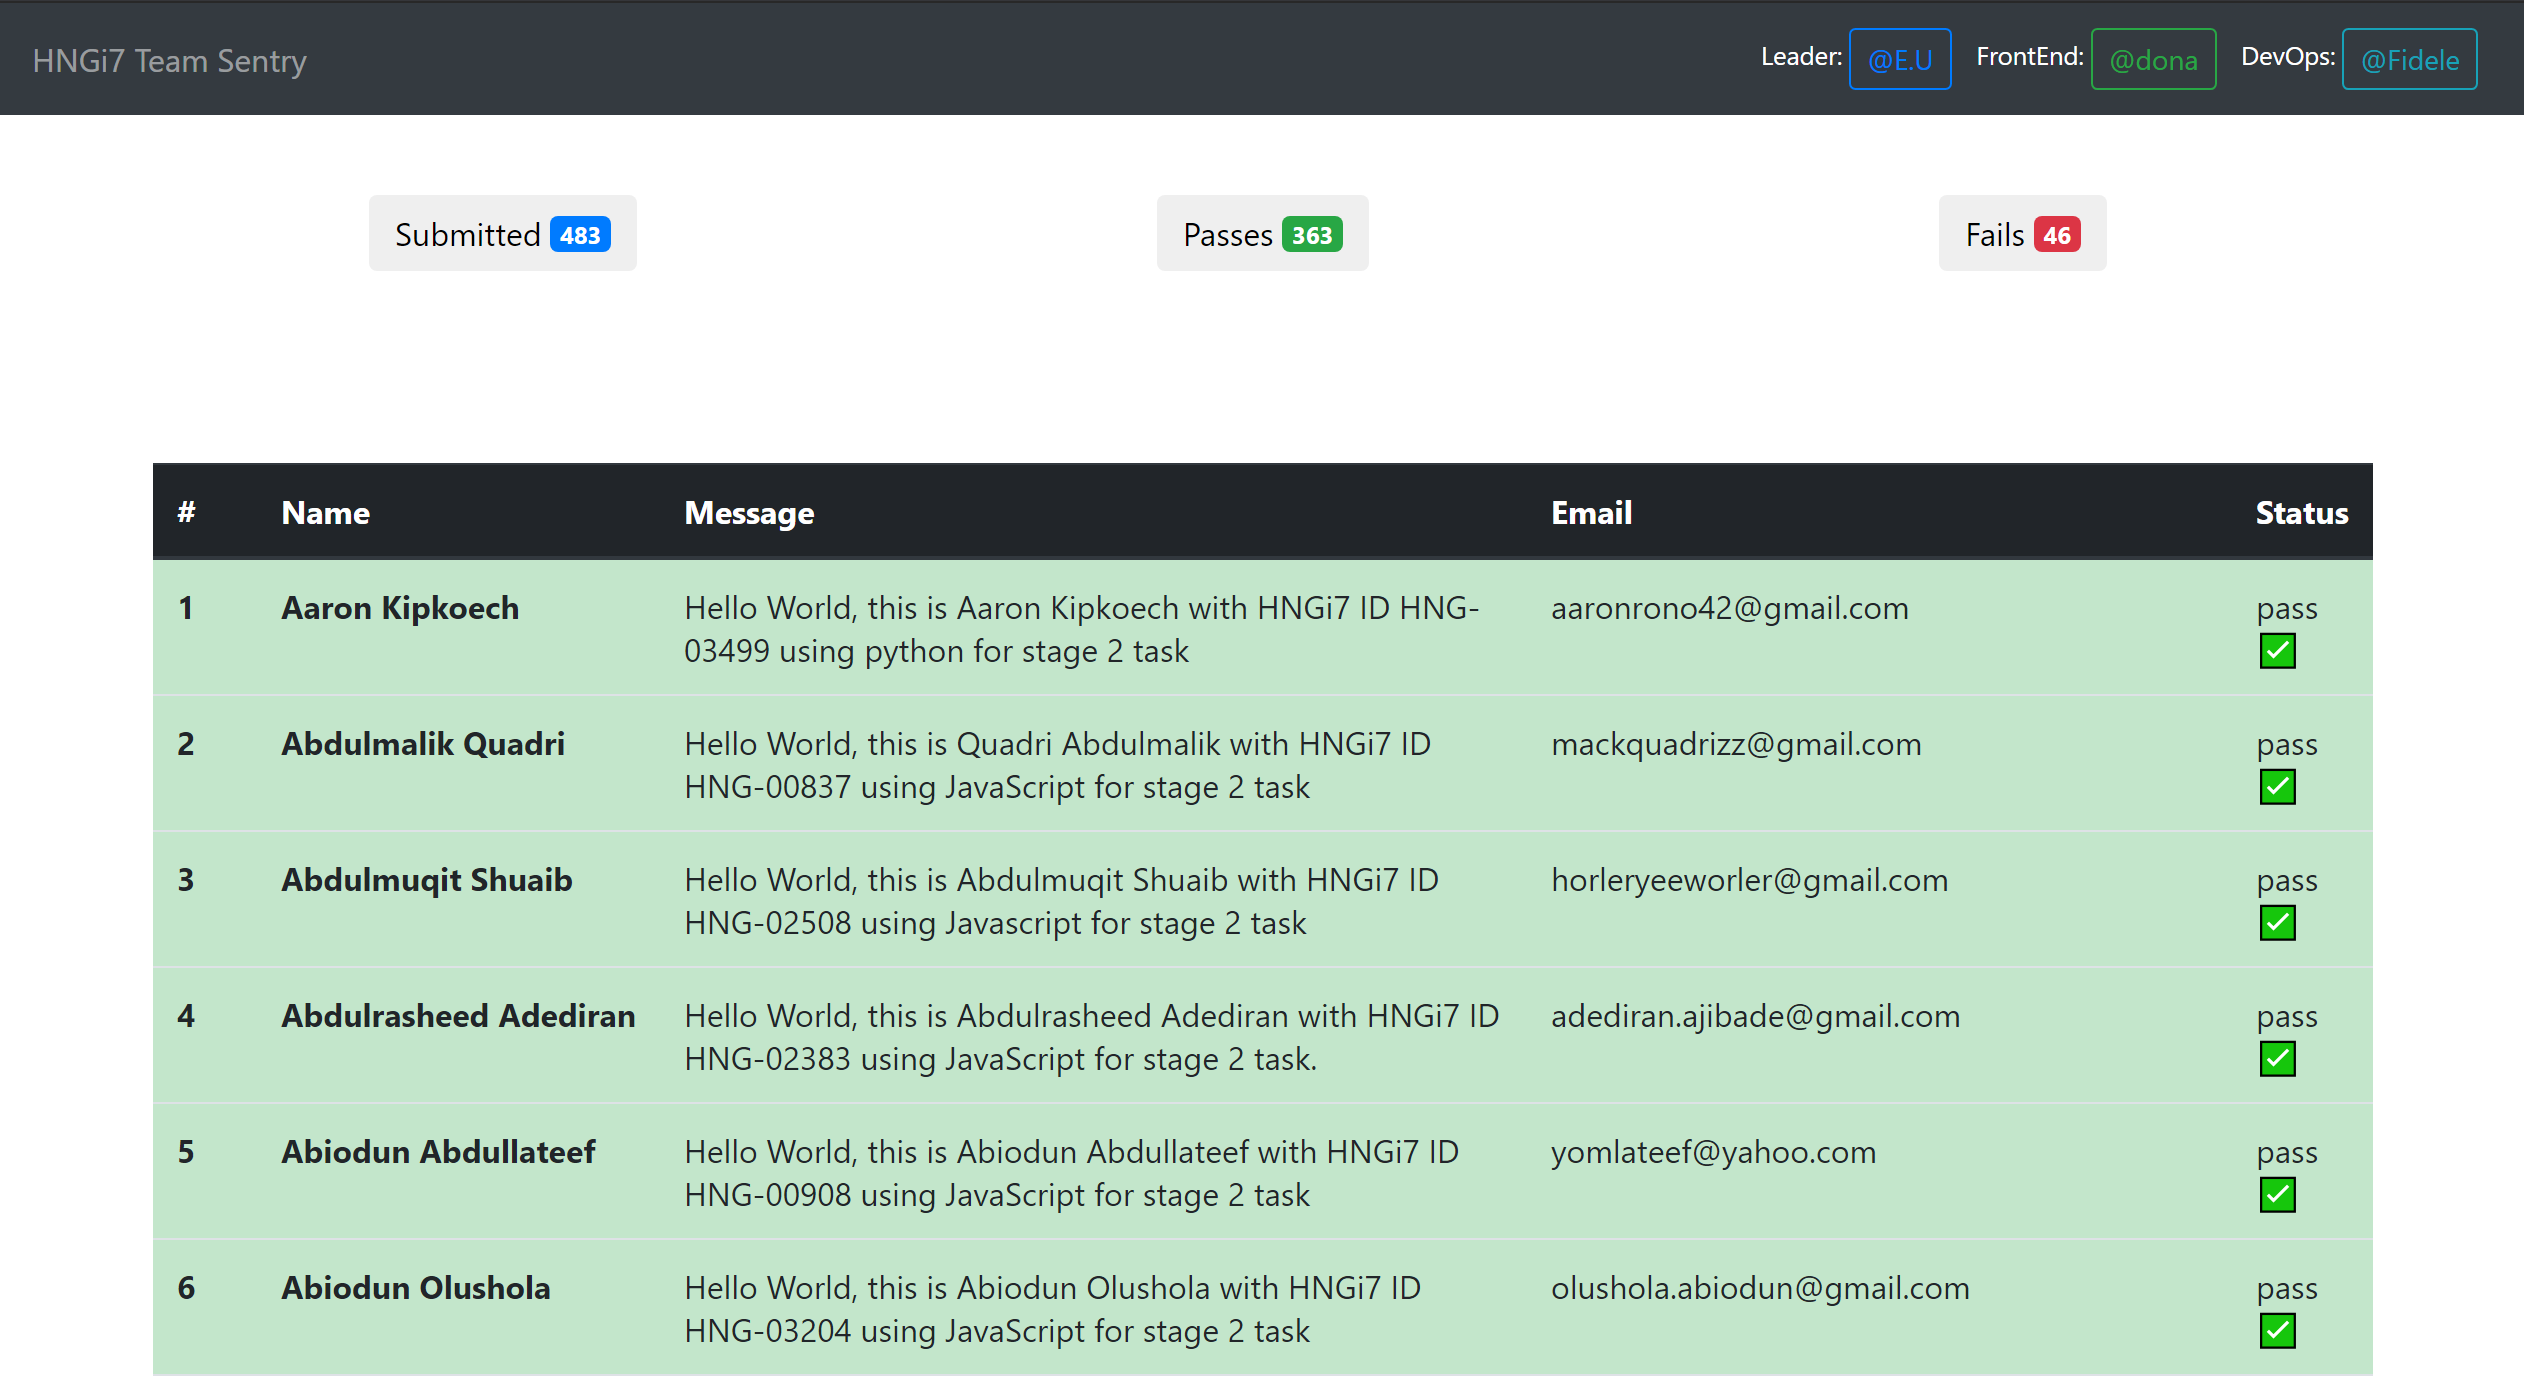 HNGi7 Team Sentry
Leader: @E.U FrontEnd: @dona DevOps: @Fidele
Submitted 483 Passes 363 Fails 46
# Name Message Email Status
1 Aaron Kipkoech Hello World, this is Aaron Kipkoech with HNGi7 ID HNG- aaronrono42@gmail.com pass
03499 using python for stage 2 task
2 Abdulmalik Quadri Hello World, this is Quadri Abdulmalik with HNGi7 ID mackquadrizz@gmail.com pass
HNG-00837 using JavaScript for stage 2 task
3 Abdulmuqit Shuaib Hello World, this is Abdulmuqit Shuaib with HNGi7 ID horleryeeworler@gmail.com pass
HNG-02508 using Javascript for stage 2 task
4 Abdulrasheed Adediran Hello World, this is Abdulrasheed Adediran with HNGi7 ID adediran.ajibade@gmail.com pass
HNG-02383 using JavaScript for stage 2 task.
5 Abiodun Abdullateef Hello World, this is Abiodun Abdullateef with HNGi7 ID yomlateef@yahoo.com pass
HNG-00908 using JavaScript for stage 2 task
6 Abiodun Olushola Hello World, this is Abiodun Olushola with HNGi7 ID olushola.abiodun@gmail.com pass
HNG-03204 using JavaScript for stage 2 task